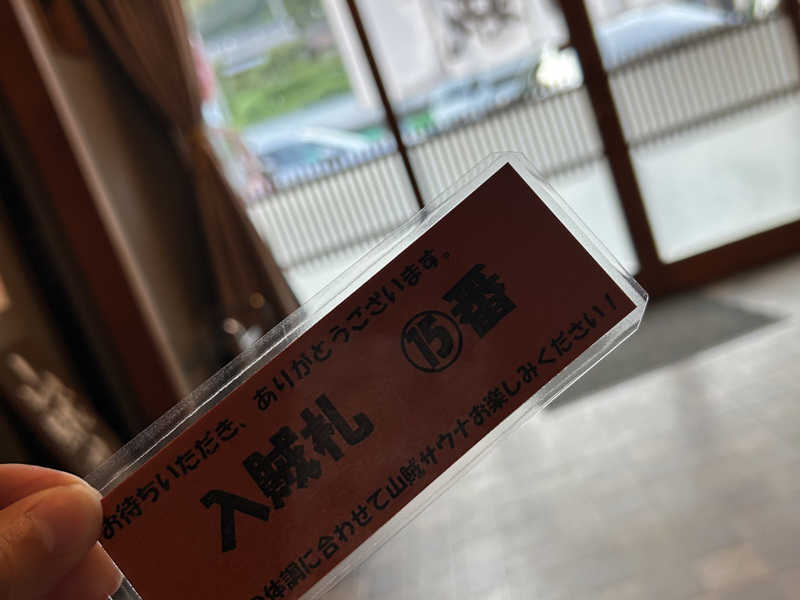 お待ちいただき、ありがとうございます。
入賊札 ⑮番
体調に合わせて山賊サウナお楽しみください！